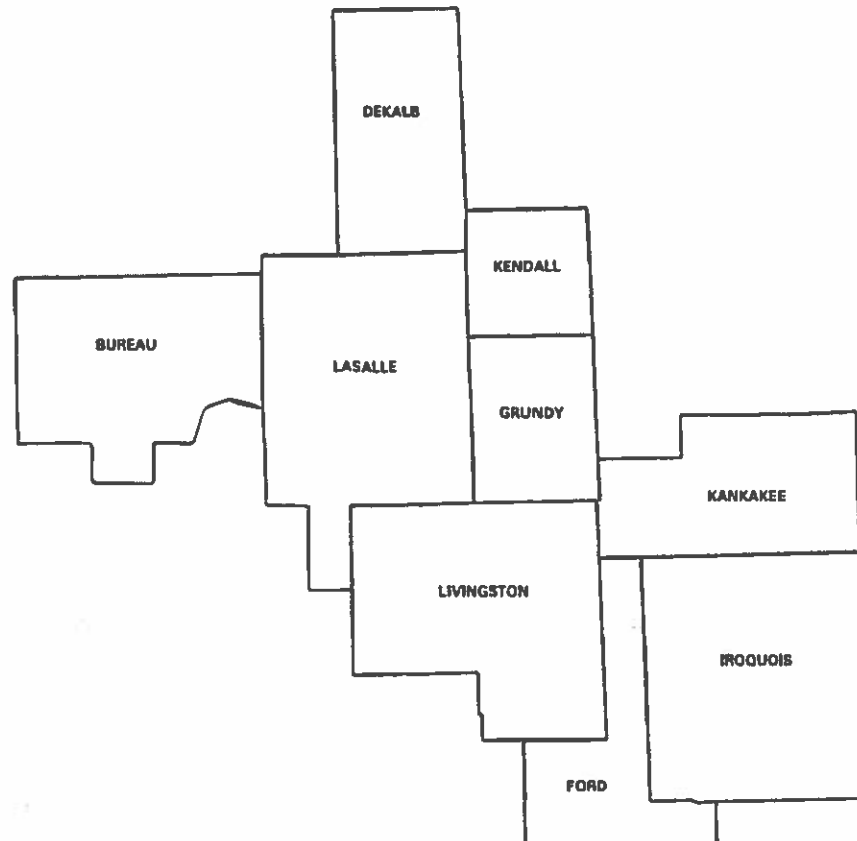 DEKALB
KENDALL
BUREAU
LASALLE
GRUNDY
KANKAKEE
LIVINGSTON
IROQUOIS
FORD